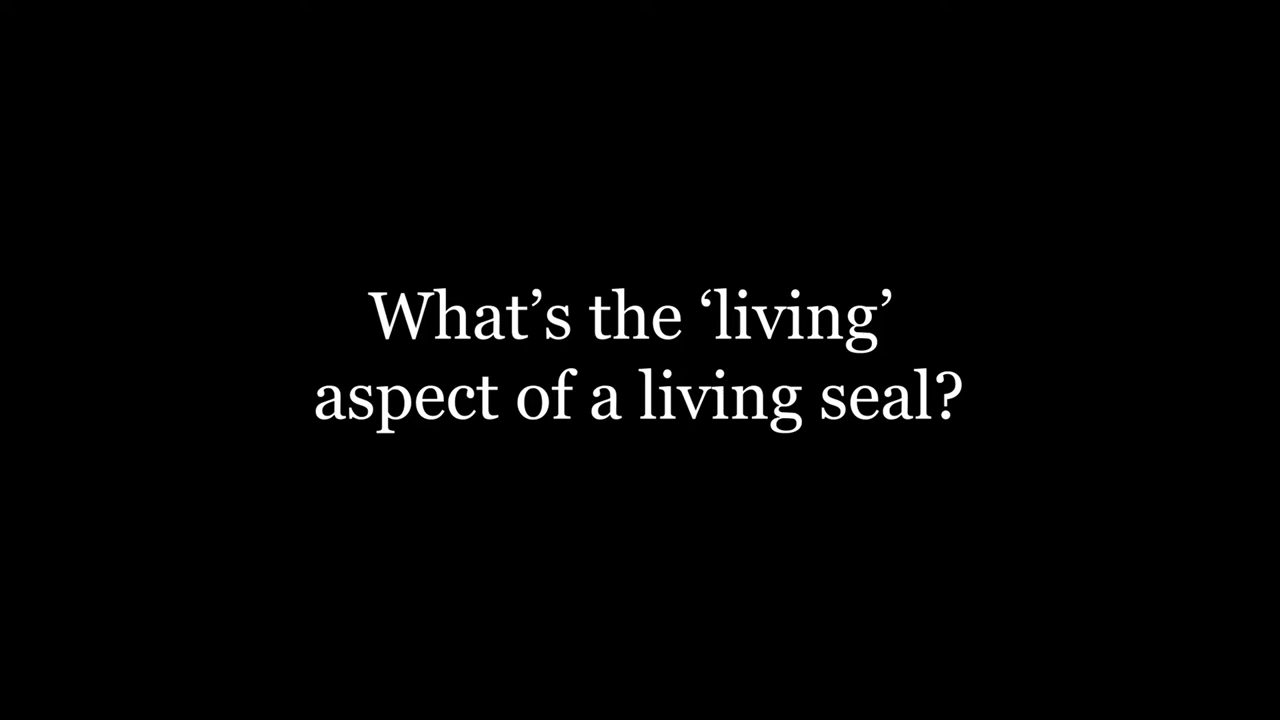 What’s the ‘living’
aspect of a living seal?